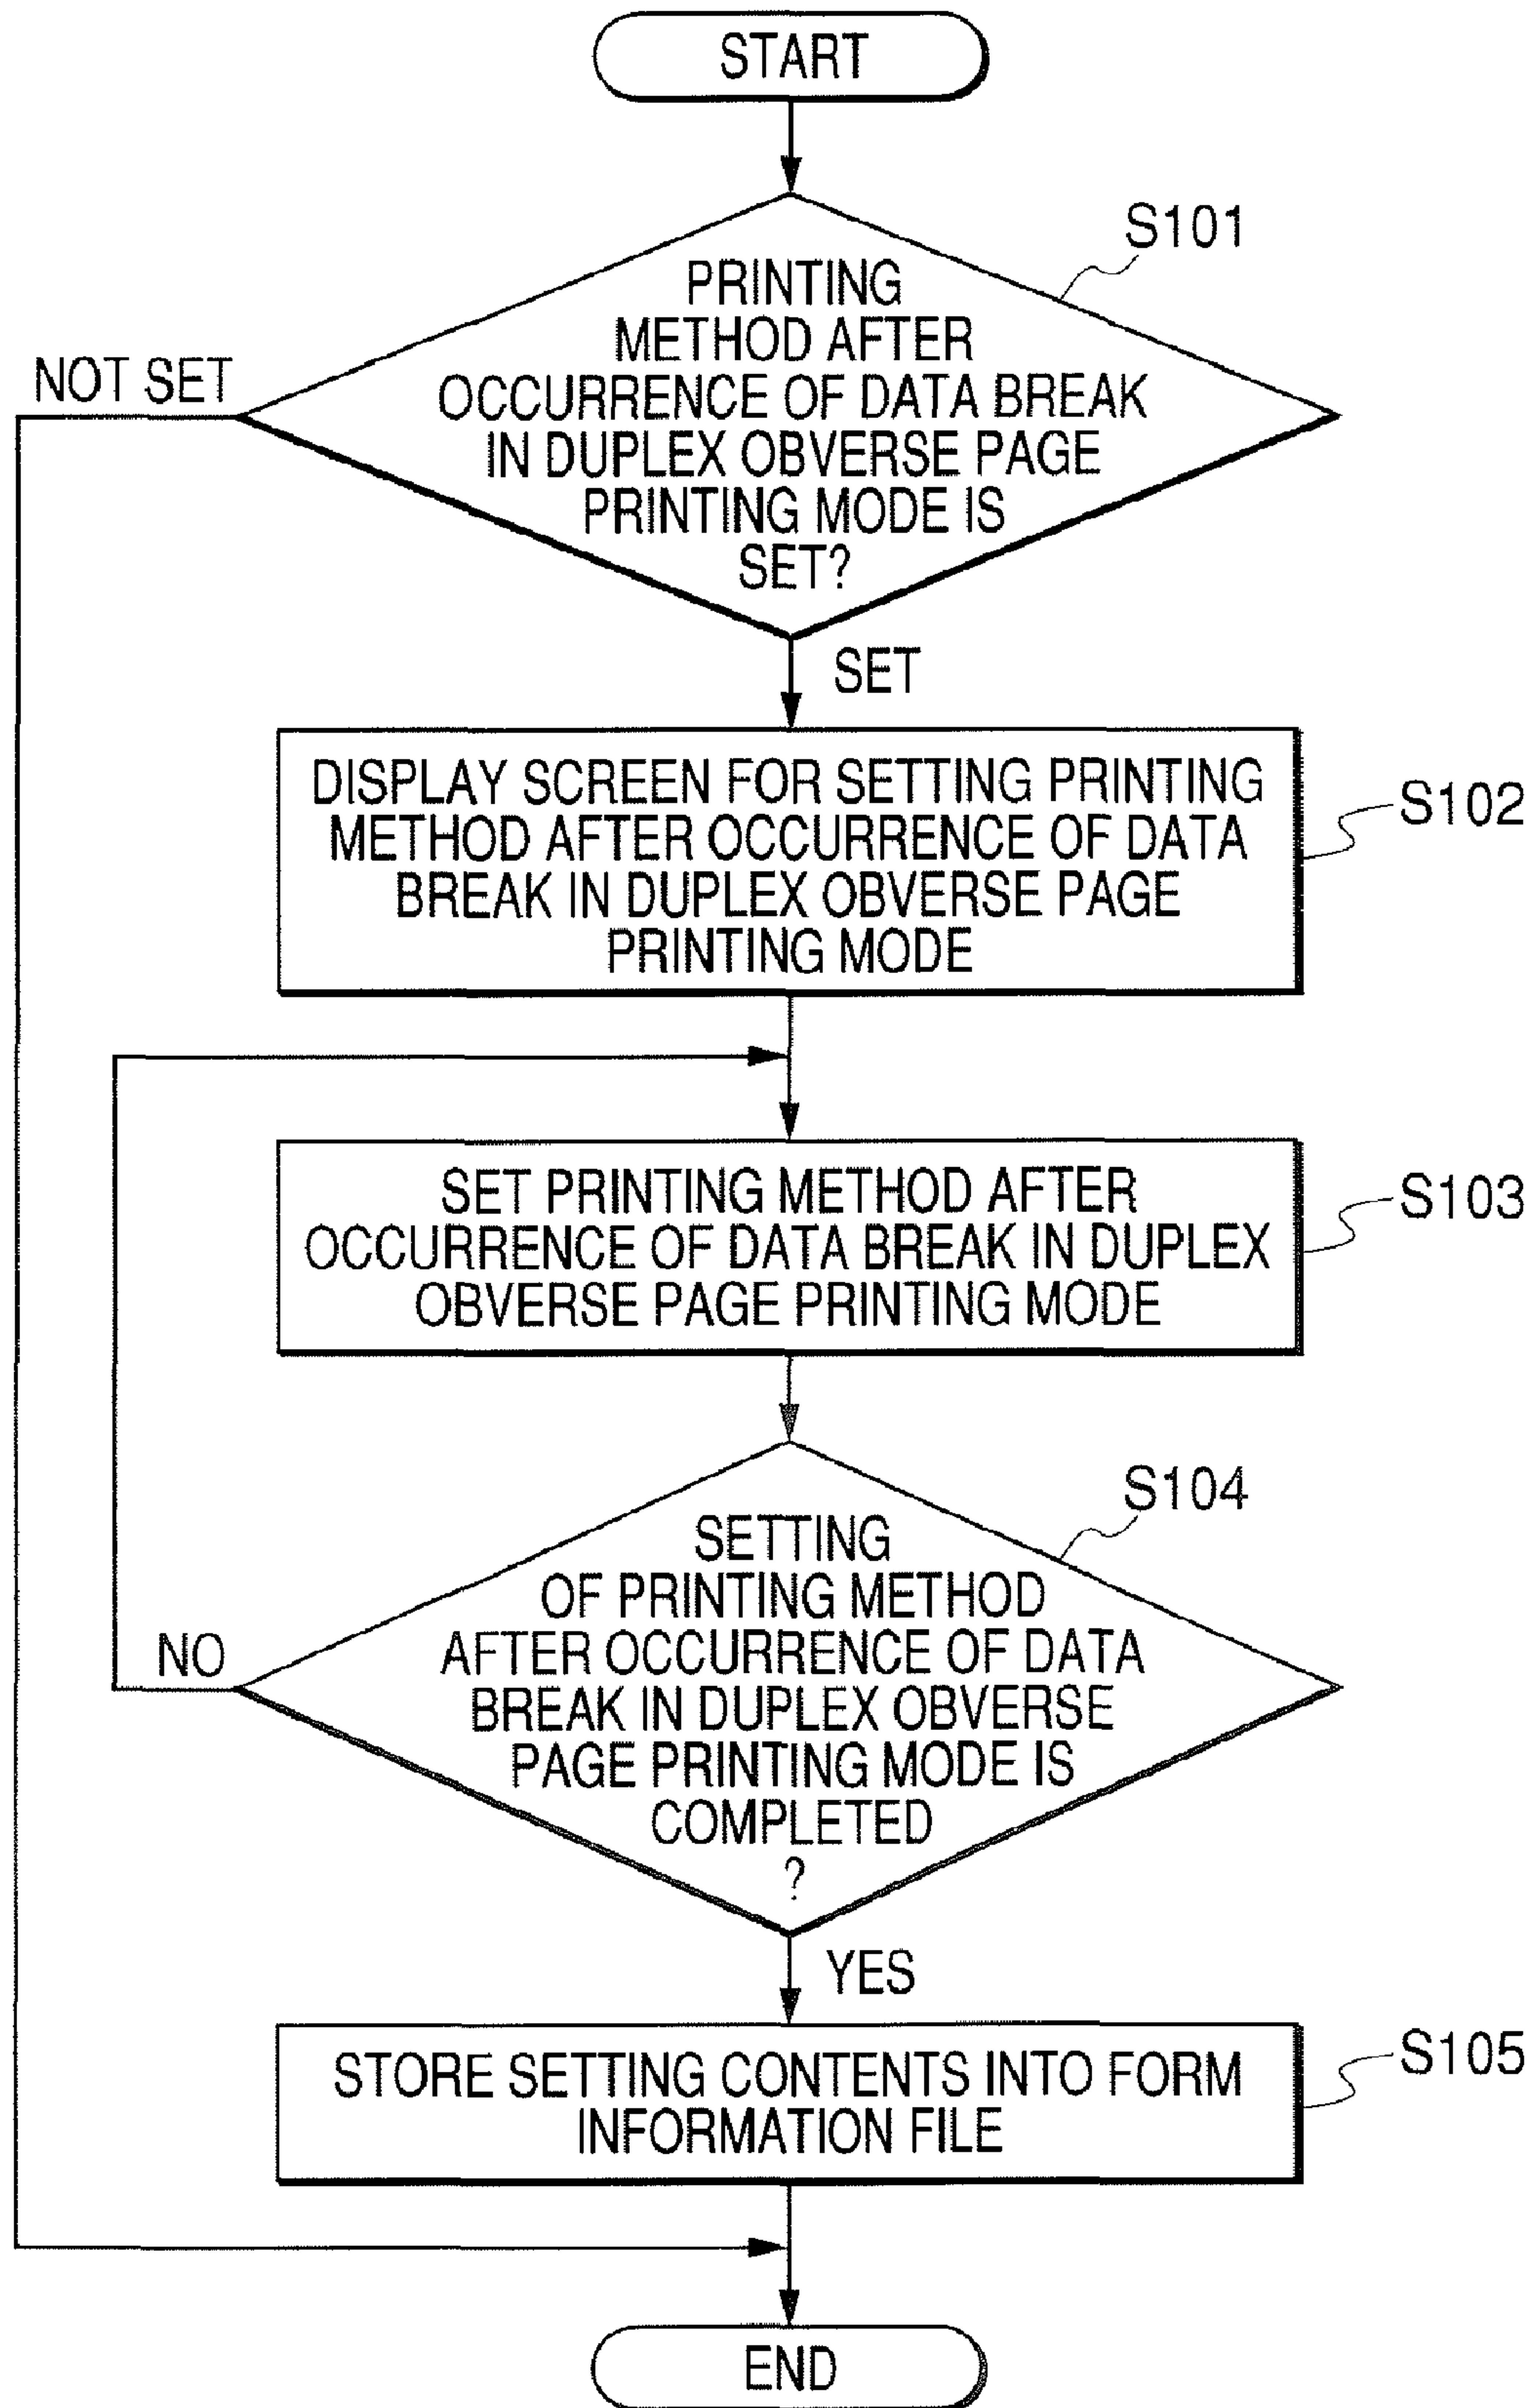 START
S101
PRINTING
METHOD AFTER
OCCURRENCE OF DATA BREAK
IN DUPLEX OBVERSE PAGE
PRINTING MODE IS
SET?
NOT SET
SET
DISPLAY SCREEN FOR SETTING PRINTING
METHOD AFTER OCCURRENCE OF DATA
BREAK IN DUPLEX OBVERSE PAGE
PRINTING MODE
S102
SET PRINTING METHOD AFTER
OCCURRENCE OF DATA BREAK IN DUPLEX
OBVERSE PAGE PRINTING MODE
S103
S104
SETTING
OF PRINTING METHOD
AFTER OCCURRENCE OF DATA
BREAK IN DUPLEX OBVERSE
PAGE PRINTING MODE IS
COMPLETED
?
NO
YES
STORE SETTING CONTENTS INTO FORM
INFORMATION FILE
S105
END